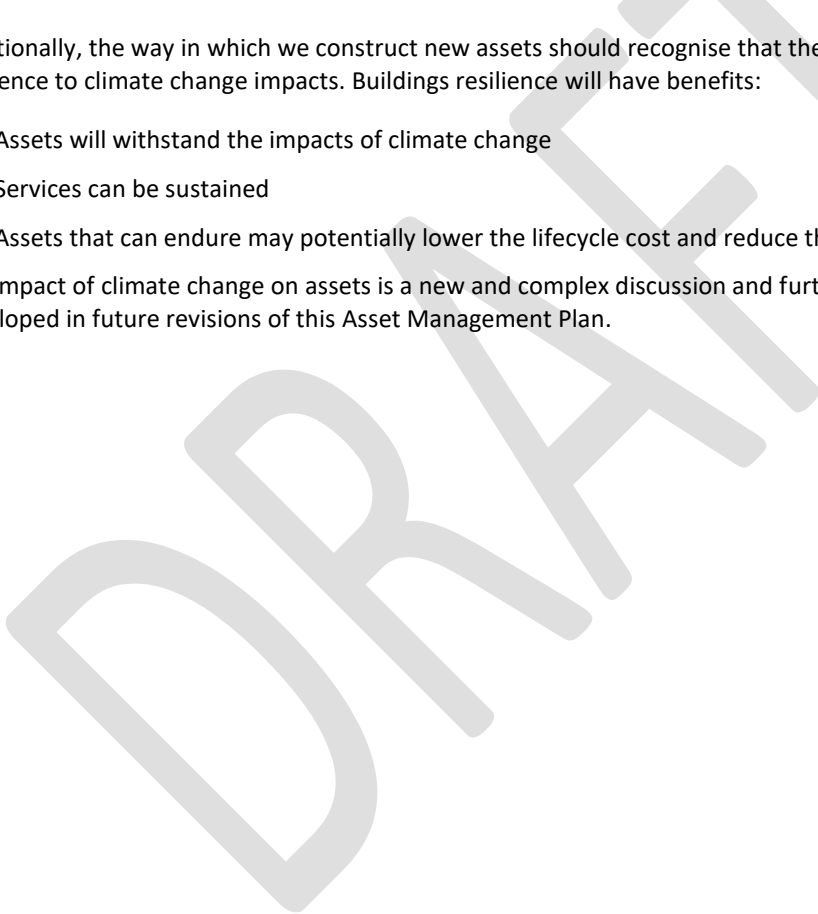 tionally, the way in which we construct new assets should recognise that the
ence to climate change impacts. Buildings resilience will have benefits:
Assets will withstand the impacts of climate change
Services can be sustained
Assets that can endure may potentially lower the lifecycle cost and reduce th
mpact of climate change on assets is a new and complex discussion and furt
loped in future revisions of this Asset Management Plan.
DRAFT